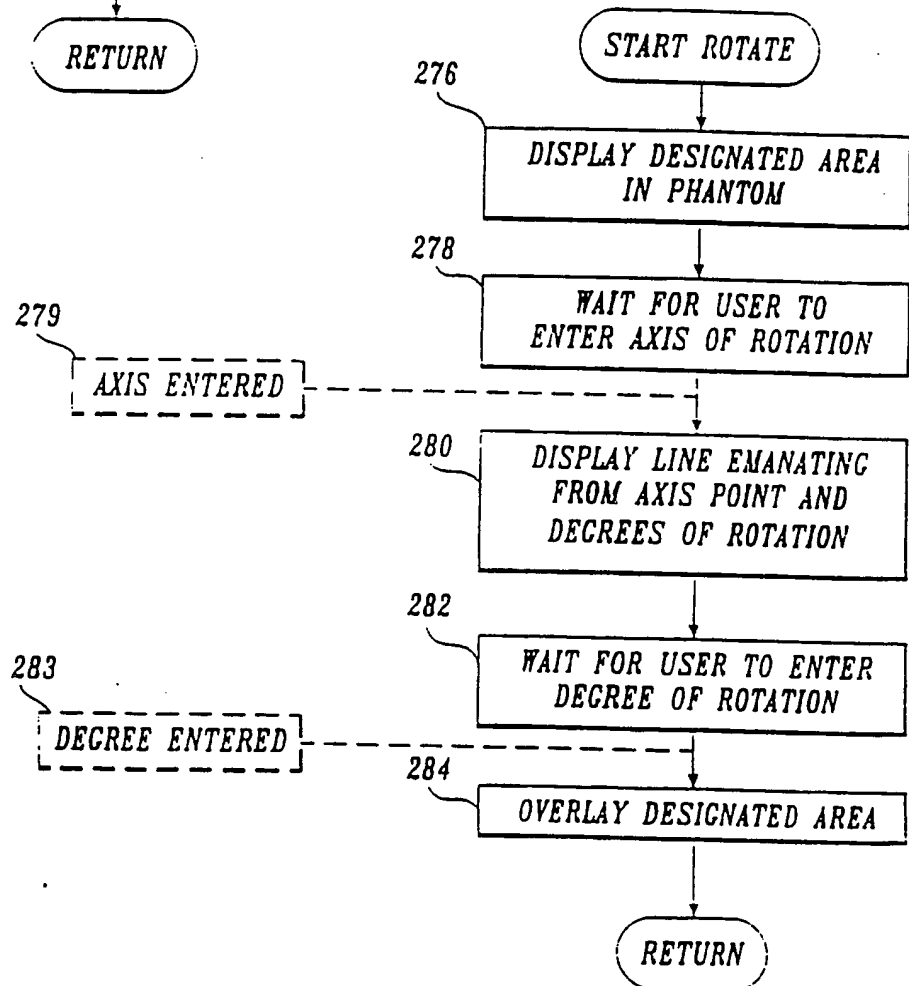 RETURN
START ROTATE
276
DISPLAY DESIGNATED AREA
IN PHANTOM
278
WAIT FOR USER TO
ENTER AXIS OF ROTATION
279
AXIS ENTERED
280
DISPLAY LINE EMANATING
FROM AXIS POINT AND
DEGREES OF ROTATION
282
WAIT FOR USER TO ENTER
DEGREE OF ROTATION
283
DEGREE ENTERED
284
OVERLAY DESIGNATED AREA
RETURN